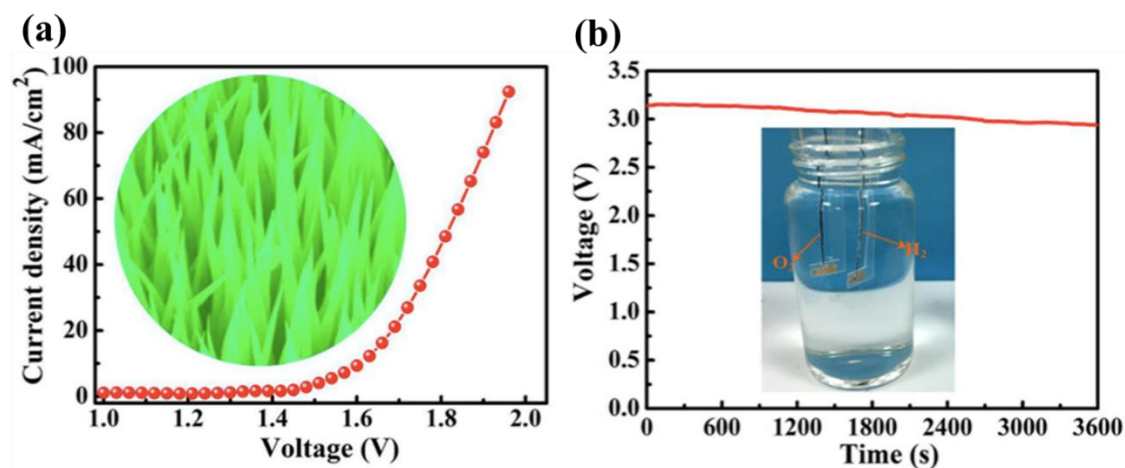 (a)
Current density (mA/cm²)
100
80
60
40
20
0
1.0 1.2 1.4 1.6 1.8 2.0
Voltage (V)
(b)
Voltage (V)
3.5
3.0
2.5
2.0
1.5
1.0
0.5
0.0
O₂
H₂
0 600 1200 1800 2400 3000 3600
Time (s)